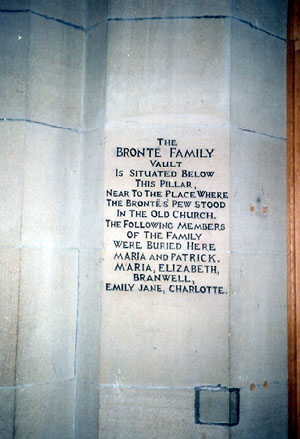 THE
BRONTË FAMILY
VAULT
IS SITUATED BELOW
THIS PILLAR,
NEAR TO THE PLACE WHERE
THE BRONTËS' PEW STOOD
IN THE OLD CHURCH.
THE FOLLOWING MEMBERS
OF THE FAMILY
WERE BURIED HERE
MARIA AND PATRICK.
MARIA, ELIZABETH,
BRANWELL,
EMILY JANE, CHARLOTTE.